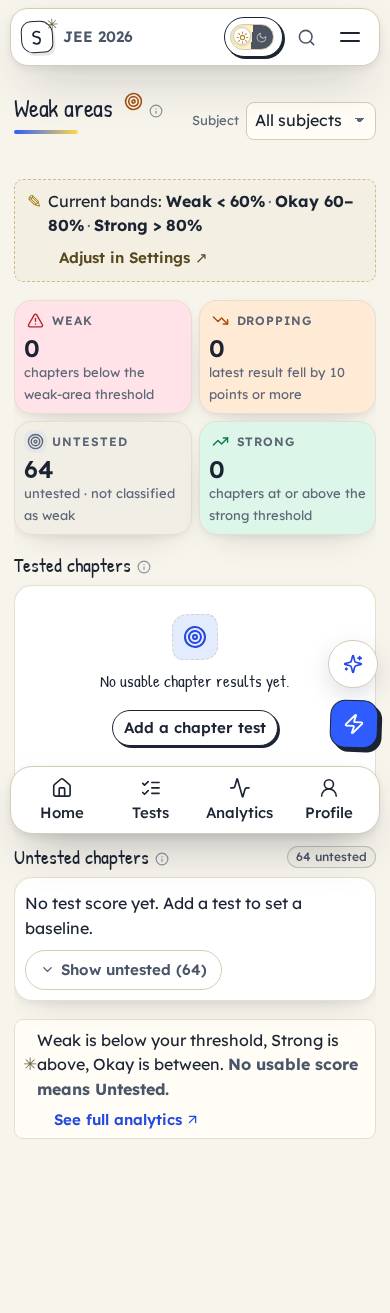 S JEE 2026
Weak areas
Subject All subjects
Current bands: Weak < 60% · Okay 60–
80% · Strong > 80%
Adjust in Settings ↗
WEAK
0
chapters below the
weak-area threshold
DROPPING
0
latest result fell by 10
points or more
UNTESTED
64
untested · not classified
as weak
STRONG
0
chapters at or above the
strong threshold
Tested chapters
No usable chapter results yet.
Add a chapter test
Home Tests Analytics Profile
Untested chapters 64 untested
No test score yet. Add a test to set a
baseline.
Show untested (64)
Weak is below your threshold, Strong is
above, Okay is between. No usable score
means Untested.
See full analytics